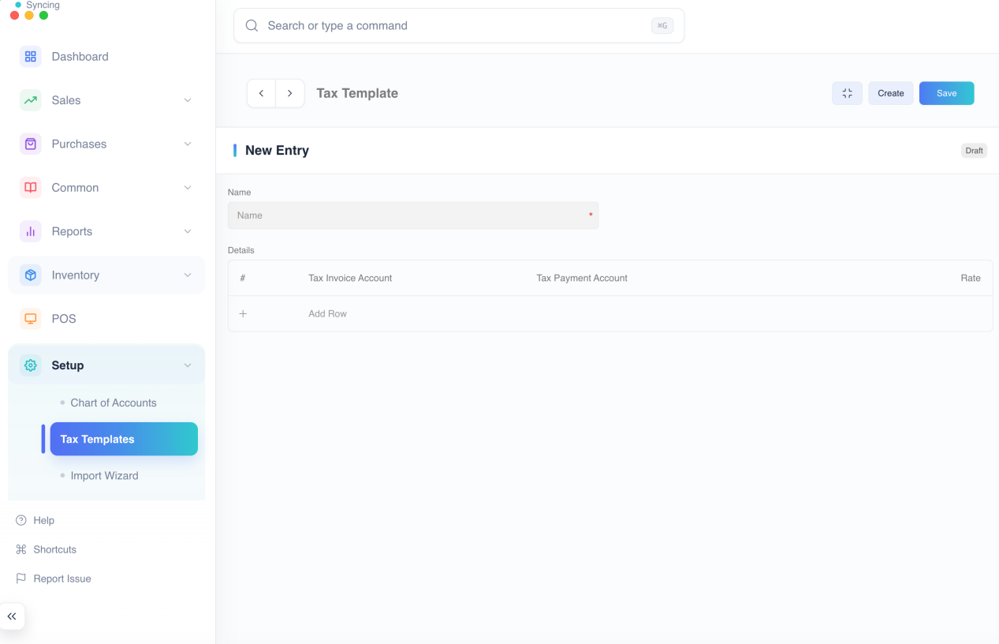 Syncing
Search or type a command
⌘G
Dashboard
Sales
Purchases
Common
Reports
Inventory
POS
Setup
Chart of Accounts
Tax Templates
Import Wizard
Help
Shortcuts
Report Issue
Tax Template
Create
Save
New Entry
Draft
Name
Name *
Details
# Tax Invoice Account Tax Payment Account Rate
+ Add Row